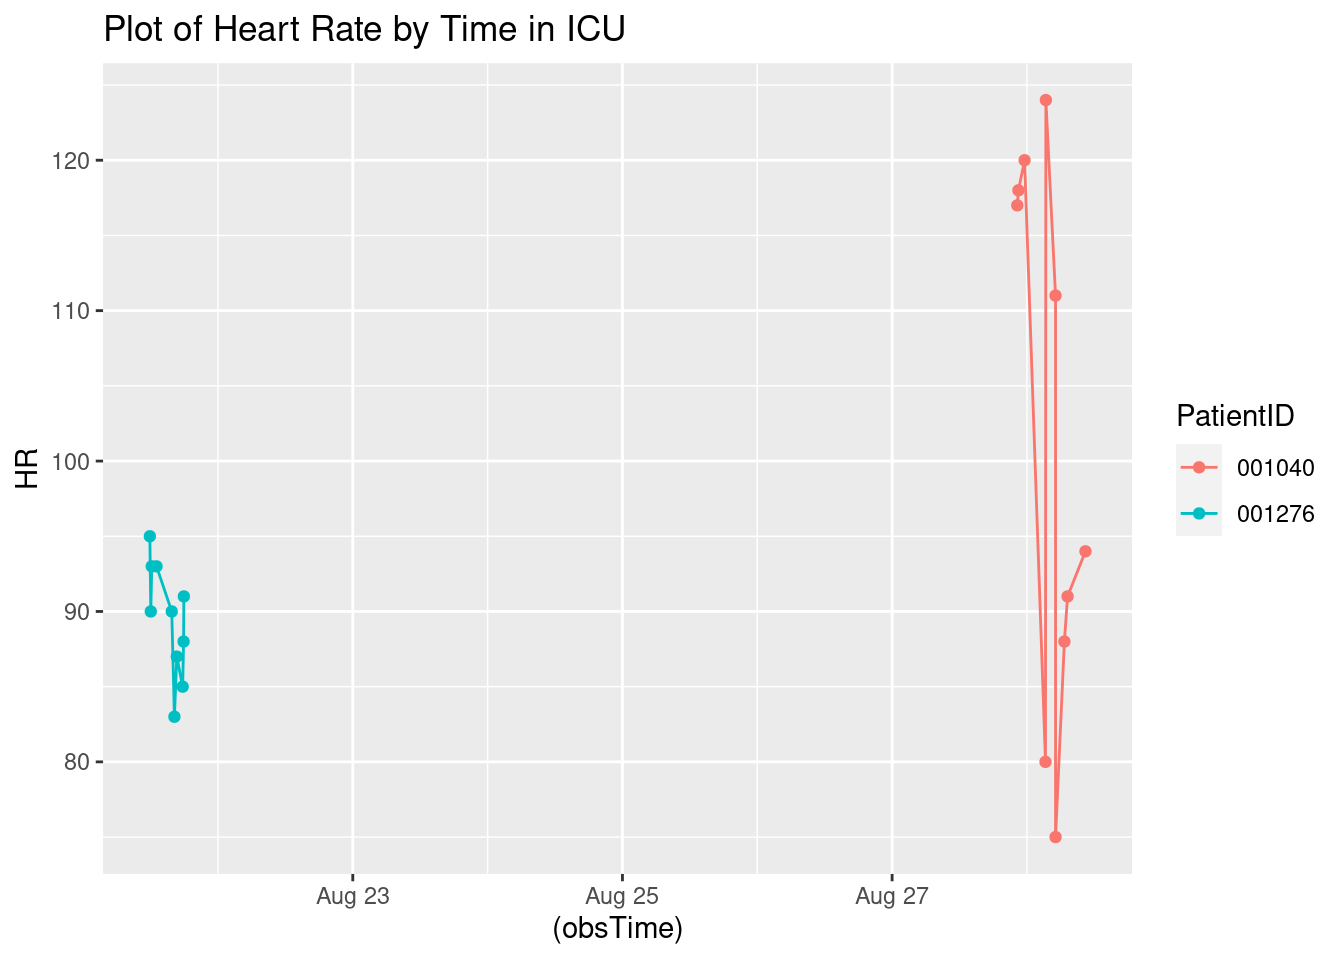 Plot of Heart Rate by Time in ICU
120
110
100
90
80
HR
Aug 23
Aug 25
Aug 27
(obsTime)
PatientID
001040
001276